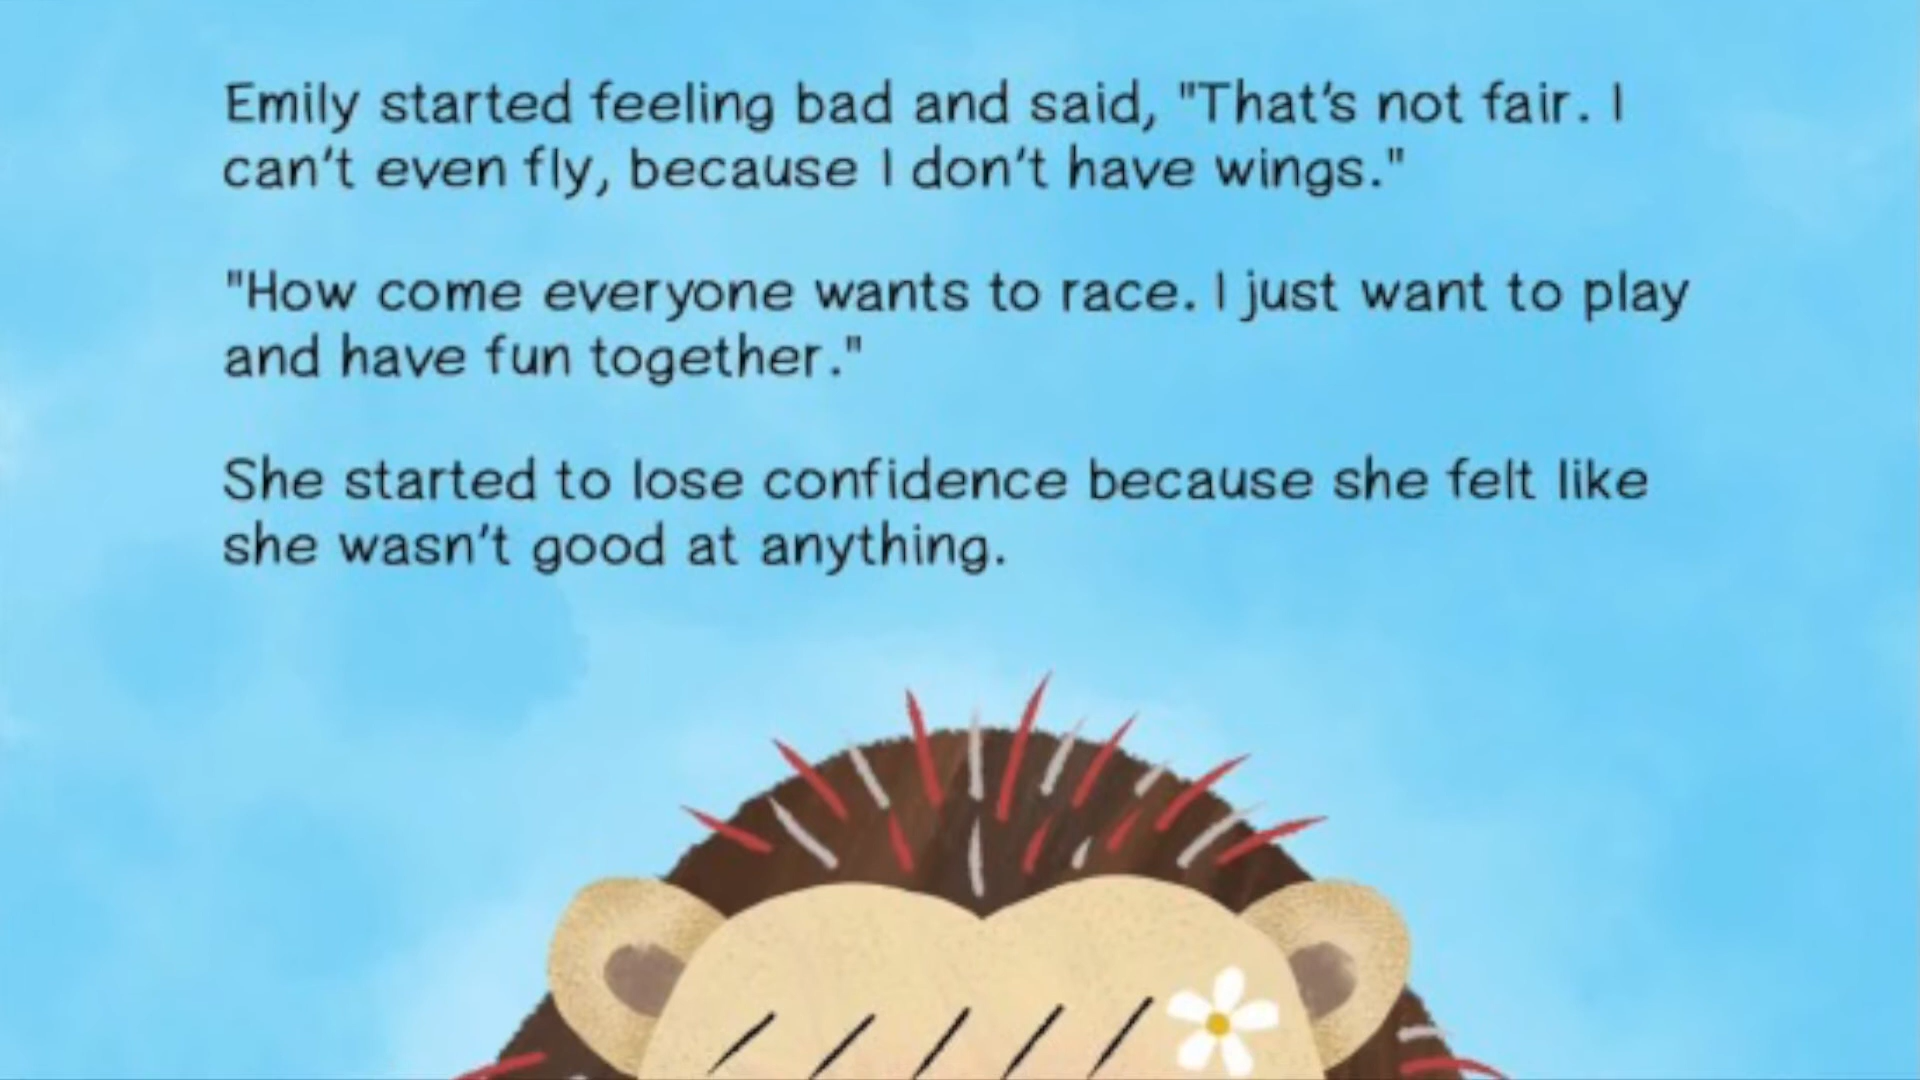 Emily started feeling bad and said, "That's not fair. I
can't even fly, because I don't have wings."
"How come everyone wants to race. I just want to play
and have fun together."
She started to lose confidence because she felt like
she wasn't good at anything.